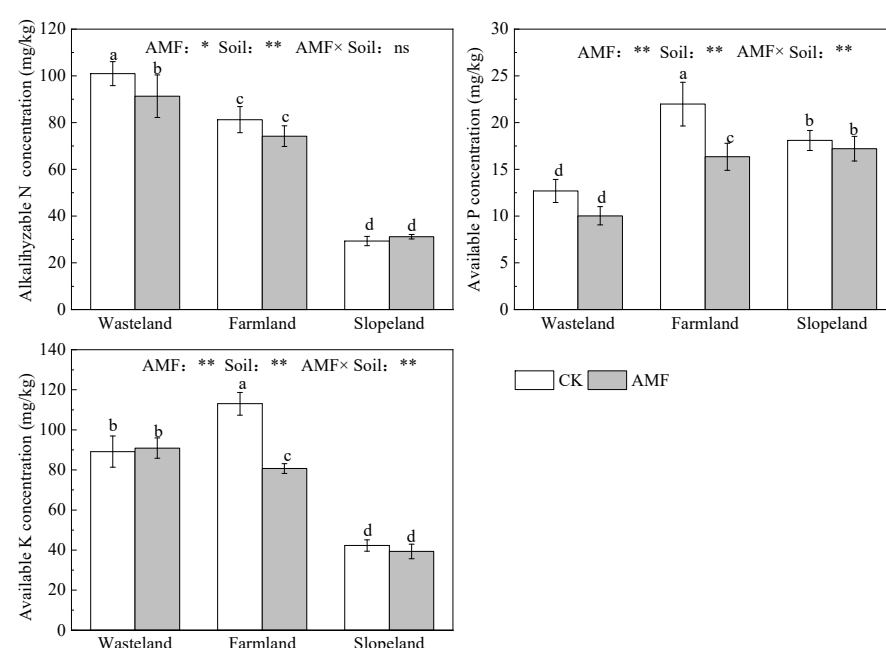 Alkalihyzable N concentration (mg/kg)
120
100
80
60
40
20
0
AMF: * Soil: ** AMF× Soil: ns
a
b
c
c
d
d
Wasteland Farmland Slopeland
Available P concentration (mg/kg)
30
25
20
15
10
5
0
AMF: ** Soil: ** AMF× Soil: **
d
d
a
c
b
b
Wasteland Farmland Slopeland
Available K concentration (mg/kg)
140
120
100
80
60
40
20
0
AMF: ** Soil: ** AMF× Soil: **
b
b
a
c
d
d
Wasteland Farmland Slopeland
CK AMF